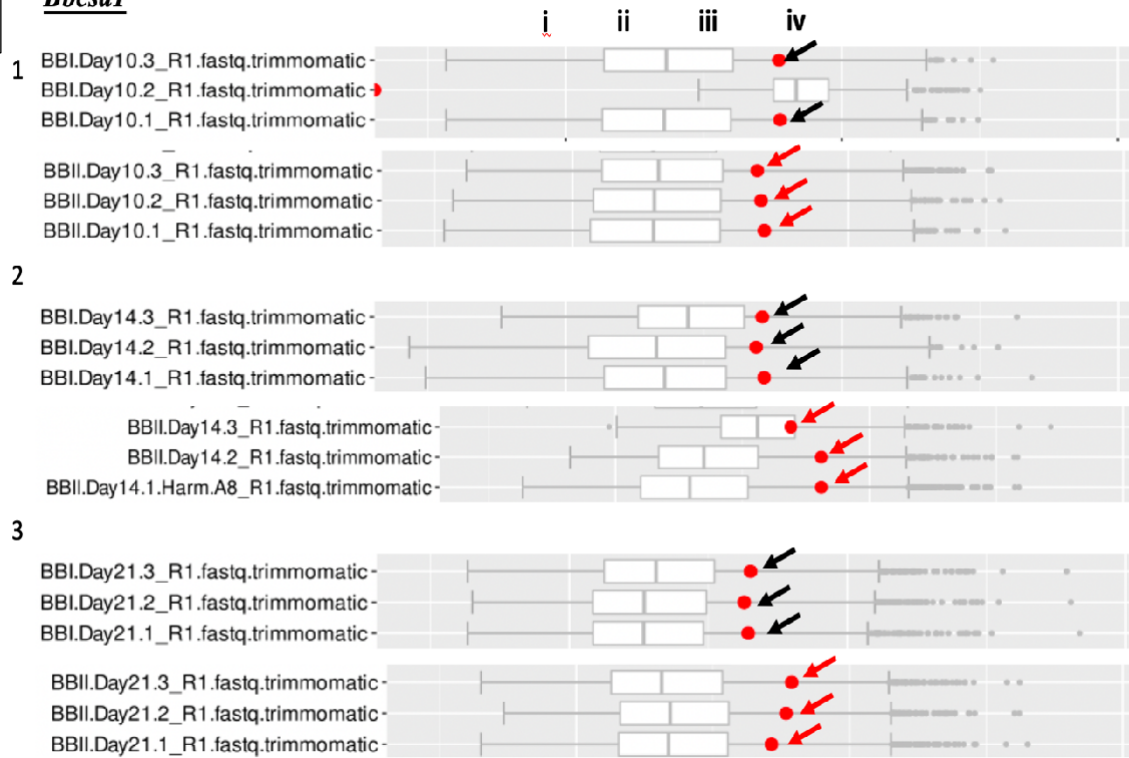 i ii iii iv
1
BBI.Day10.3_R1.fastq.trimmomatic
BBI.Day10.2_R1.fastq.trimmomatic
BBI.Day10.1_R1.fastq.trimmomatic
BBII.Day10.3_R1.fastq.trimmomatic
BBII.Day10.2_R1.fastq.trimmomatic
BBII.Day10.1_R1.fastq.trimmomatic
2
BBI.Day14.3_R1.fastq.trimmomatic
BBI.Day14.2_R1.fastq.trimmomatic
BBI.Day14.1_R1.fastq.trimmomatic
BBII.Day14.3_R1.fastq.trimmomatic
BBII.Day14.2_R1.fastq.trimmomatic
BBII.Day14.1.Harm.A8_R1.fastq.trimmomatic
3
BBI.Day21.3_R1.fastq.trimmomatic
BBI.Day21.2_R1.fastq.trimmomatic
BBI.Day21.1_R1.fastq.trimmomatic
BBII.Day21.3_R1.fastq.trimmomatic
BBII.Day21.2_R1.fastq.trimmomatic
BBII.Day21.1_R1.fastq.trimmomatic